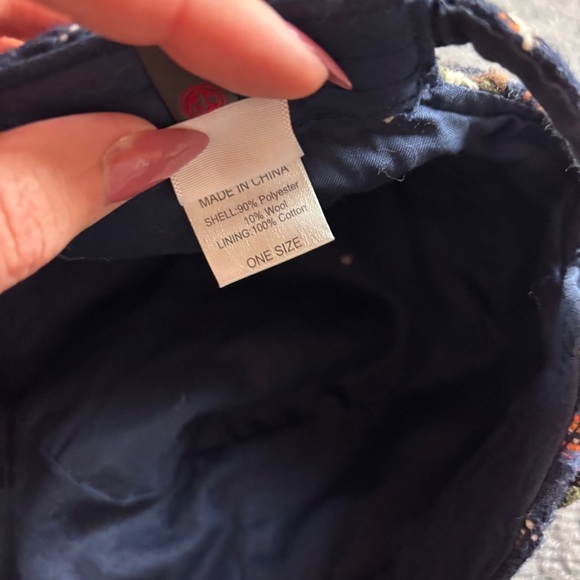 MADE IN CHINA
SHELL:90% Polyester
10% Wool
LINING:100% Cotton
ONE SIZE